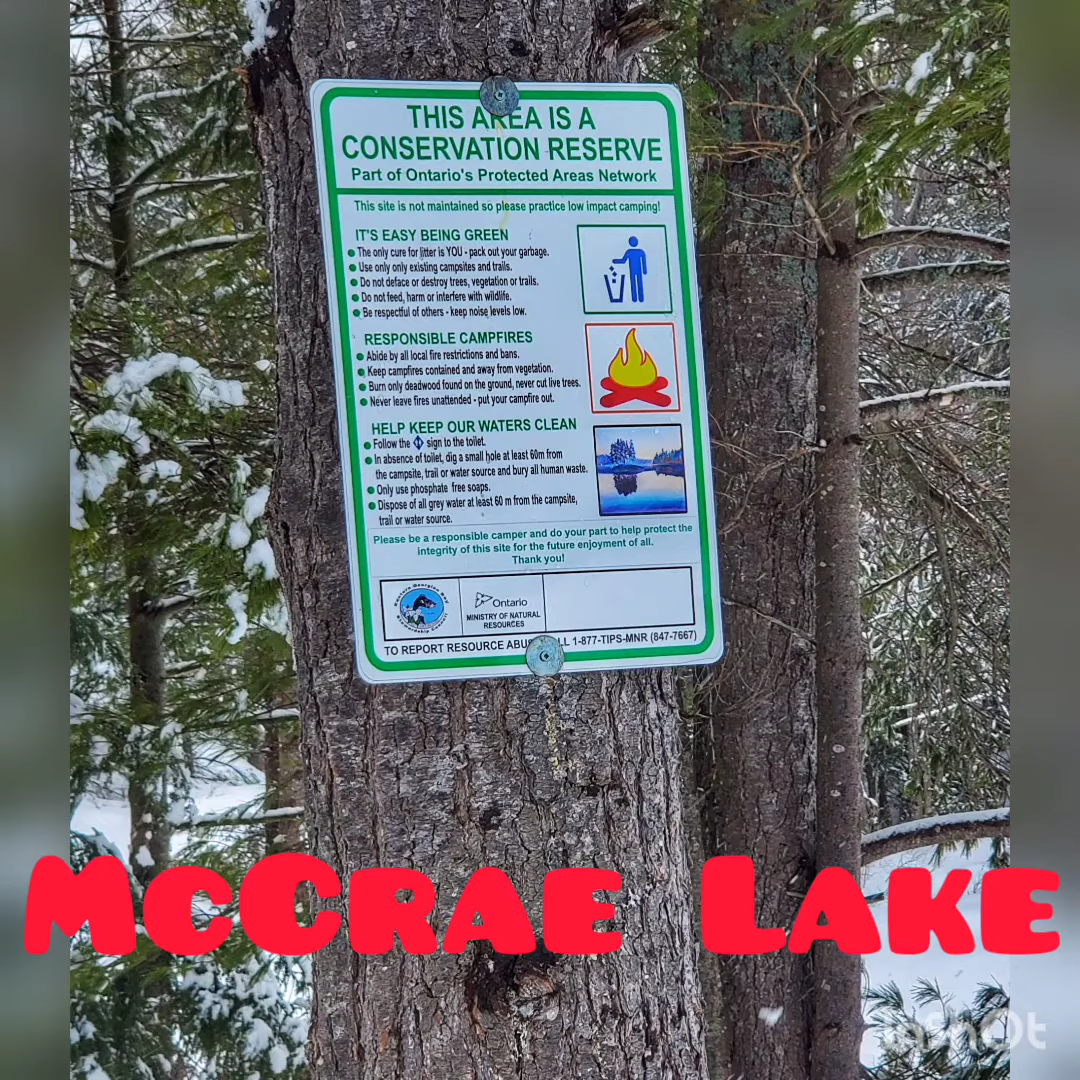 THIS AREA IS A
CONSERVATION RESERVE
Part of Ontario's Protected Areas Network
This site is not maintained so please practice low impact camping!
IT'S EASY BEING GREEN
The only cure for litter is YOU - pack out your garbage.
Use only only existing campsites and trails.
Do not deface or destroy trees, vegetation or trails.
Do not feed, harm or interfere with wildlife.
Be respectful of others - keep noise levels low.
RESPONSIBLE CAMPFIRES
Abide by all local fire restrictions and bans.
Keep campfires contained and away from vegetation.
Burn only deadwood found on the ground, never cut live trees.
Never leave fires unattended - put your campfire out.
HELP KEEP OUR WATERS CLEAN
Follow the sign to the toilet.
In absence of toilet, dig a small hole at least 60m from
the campsite, trail or water source and bury all human waste.
Only use phosphate free soaps.
Dispose of all grey water at least 60 m from the campsite,
trail or water source.
Please be a responsible camper and do your part to help protect the
integrity of this site for the future enjoyment of all.
Thank you!
Eastern Georgian Bay
Stewardship Council
Ontario
MINISTRY OF NATURAL
RESOURCES
TO REPORT RESOURCE 1-877-TIPS-MNR (847-7667)
McCrae Lake
InShOt